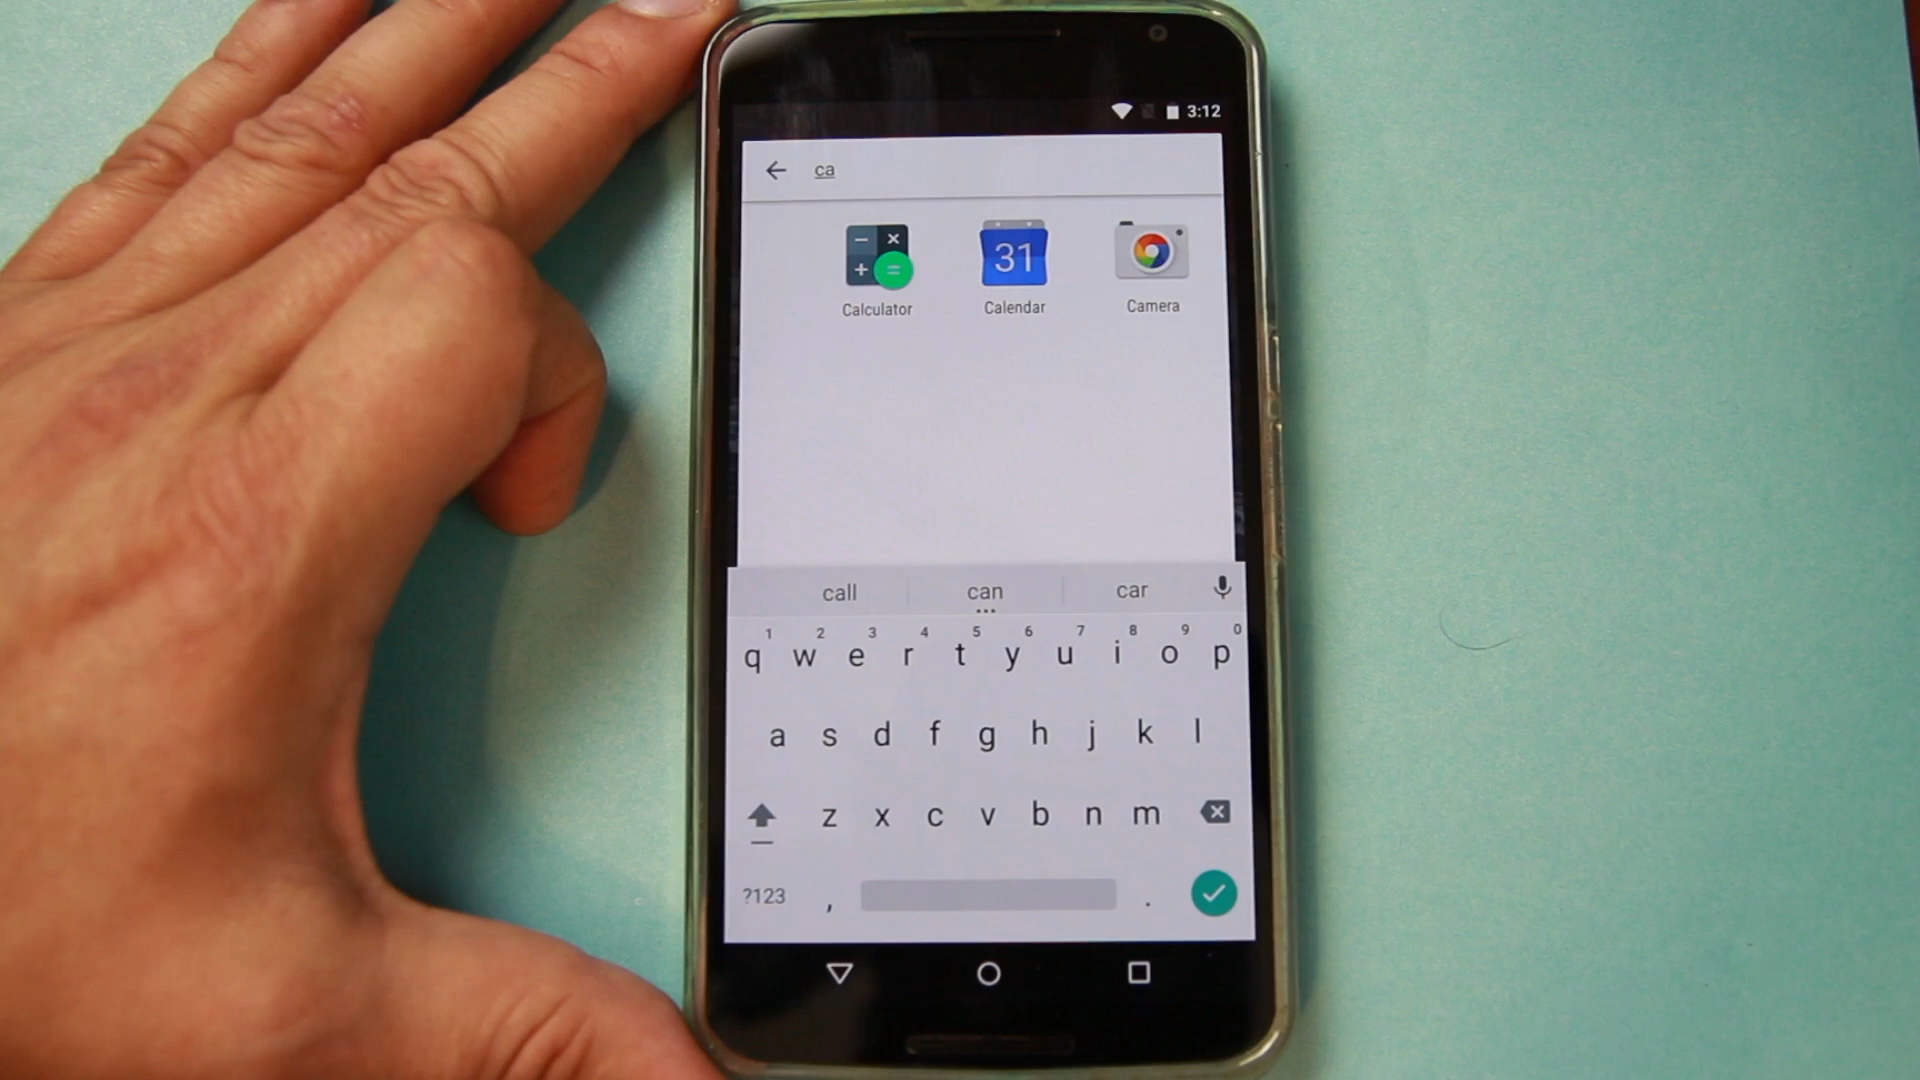 3:12
ca
− ×
+ =
31
Calculator Calendar Camera
call can car
1 2 3 4 5 6 7 8 9 0
q w e r t y u i o p
a s d f g h j k l
z x c v b n m
?123 , .